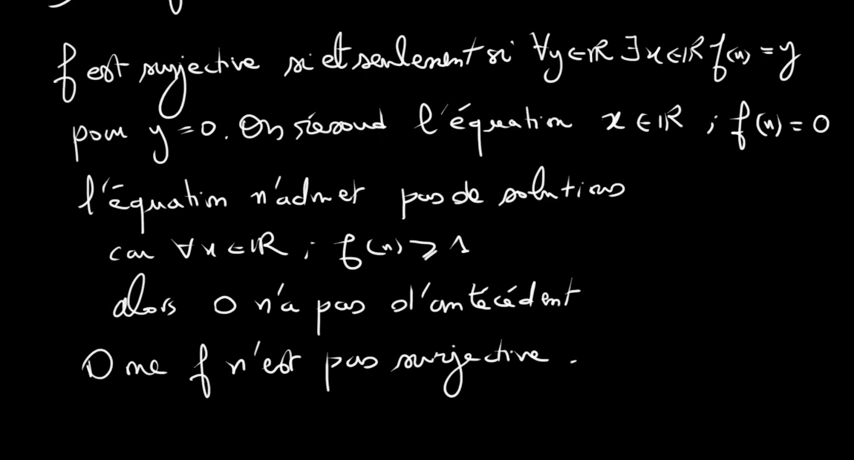 f est surjective si et seulement si ∀y∈ℝ ∃x∈ℝ f(x) = y
pour y = 0. On résoud l'équation x ∈ ℝ ; f(x) = 0
l'équation n'admet pas de solutions
car ∀x∈ℝ ; f(x) ⩾ 1
alors 0 n'a pas d'antécédent
Donc f n'est pas surjective.